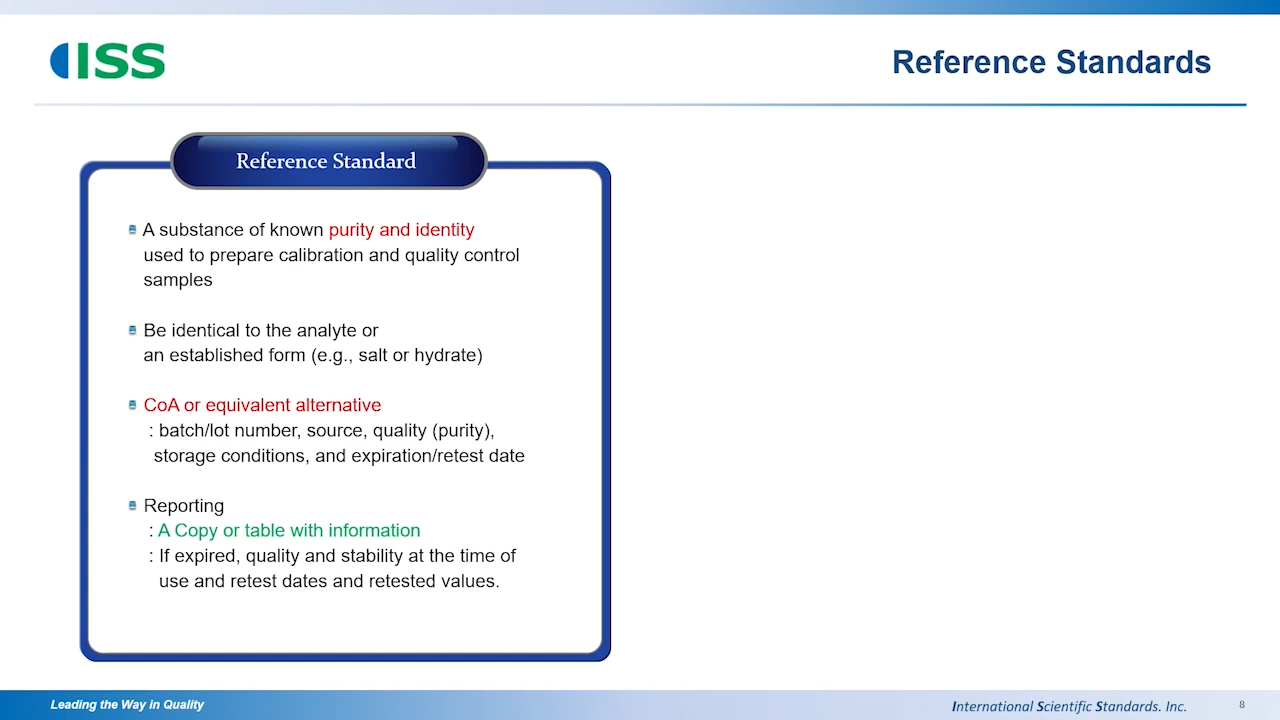 ISS
Reference Standards
Reference Standard
A substance of known purity and identity
used to prepare calibration and quality control
samples
Be identical to the analyte or
an established form (e.g., salt or hydrate)
CoA or equivalent alternative
: batch/lot number, source, quality (purity),
storage conditions, and expiration/retest date
Reporting
: A Copy or table with information
: If expired, quality and stability at the time of
use and retest dates and retested values.
Leading the Way in Quality
International Scientific Standards. Inc.
8